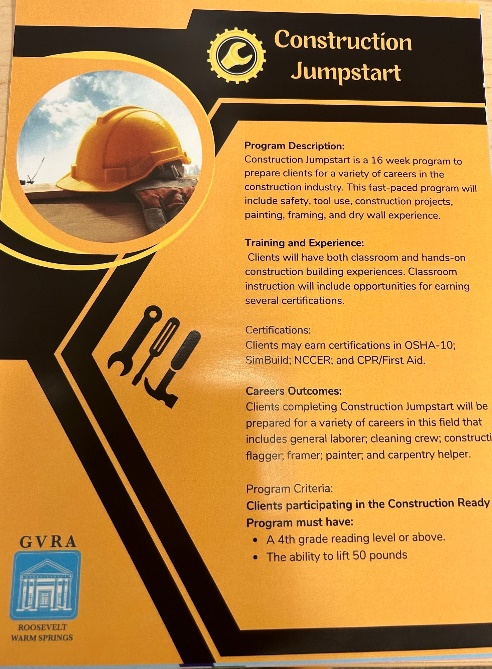 Construction
Jumpstart
Program Description:
Construction Jumpstart is a 16 week program to
prepare clients for a variety of careers in the
construction industry. This fast-paced program will
include safety, tool use, construction projects,
painting, framing, and dry wall experience.
Training and Experience:
Clients will have both classroom and hands-on
construction building experiences. Classroom
instruction will include opportunities for earning
several certifications.
Certifications:
Clients may earn certifications in OSHA-10;
SimBuild; NCCER; and CPR/First Aid.
Careers Outcomes:
Clients completing Construction Jumpstart will be
prepared for a variety of careers in this field that
includes general laborer; cleaning crew; constructi
flagger; framer; painter; and carpentry helper.
Program Criteria:
Clients participating in the Construction Ready
Program must have:
• A 4th grade reading level or above.
• The ability to lift 50 pounds
GVRA
ROOSEVELT
WARM SPRINGS